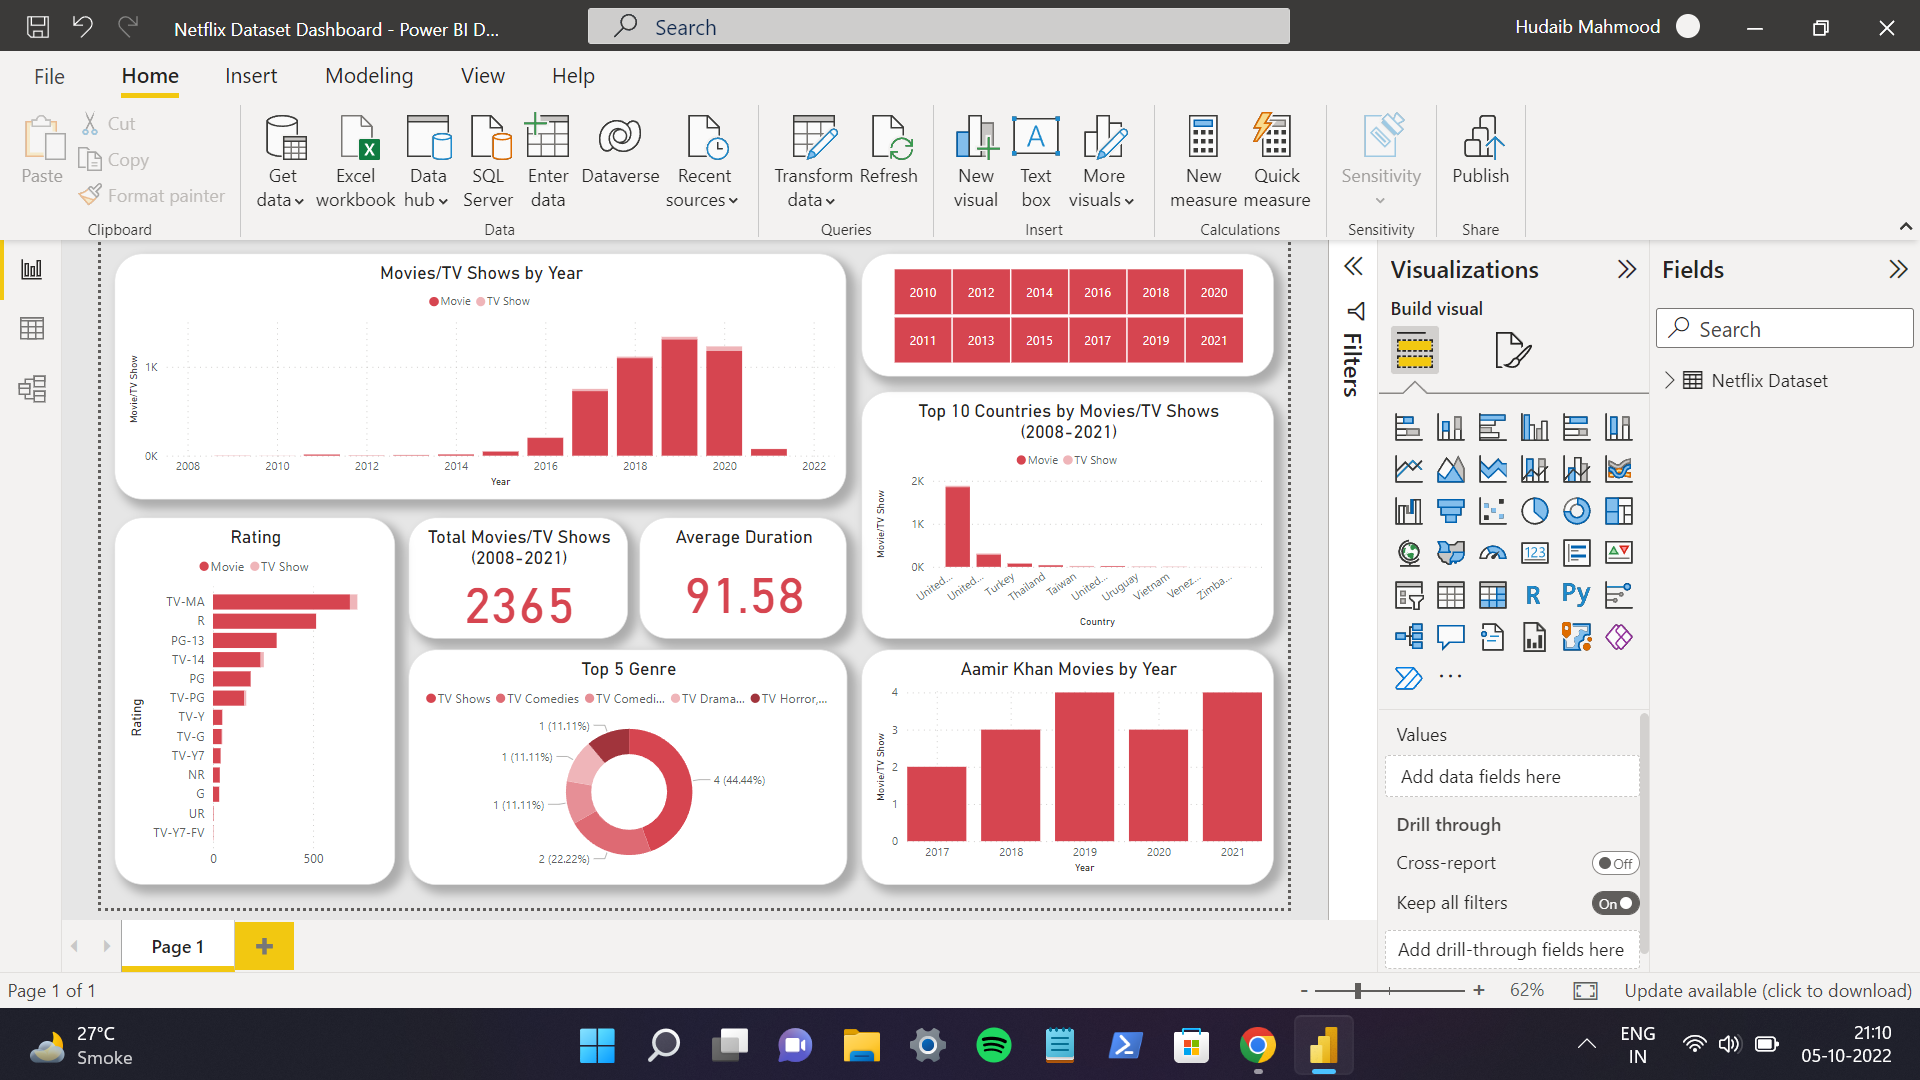 Netflix Dataset Dashboard - Power BI D...
Search
Hudaib Mahmood
File
Home
Insert
Modeling
View
Help
Paste
Cut
Copy
Format painter
Clipboard
Get data
Excel workbook
Data hub
SQL Server
Enter data
Dataverse
Recent sources
Data
Transform data
Refresh
Queries
New visual
Text box
More visuals
Insert
New measure
Quick measure
Calculations
Sensitivity
Sensitivity
Publish
Share
Movies/TV Shows by Year
Movie TV Show
Movie/TV Show
1K
0K
2008 2010 2012 2014 2016 2018 2020 2022
Year
2010 2012 2014 2016 2018 2020
2011 2013 2015 2017 2019 2021
Top 10 Countries by Movies/TV Shows
(2008-2021)
Movie TV Show
Movie/TV Show
2K
1K
0K
United... United... Turkey Thailand Taiwan United... Uruguay Vietnam Venez... Zimba...
Country
Rating
Movie TV Show
Rating
TV-MA
R
PG-13
TV-14
PG
TV-PG
TV-Y
TV-G
TV-Y7
NR
G
UR
TV-Y7-FV
0 500
Total Movies/TV Shows
(2008-2021)
2365
Average Duration
91.58
Top 5 Genre
TV Shows TV Comedies TV Comedi... TV Drama... TV Horror,...
1 (11.11%)
1 (11.11%)
4 (44.44%)
1 (11.11%)
2 (22.22%)
Aamir Khan Movies by Year
Movie/TV Show
4
3
2
1
0
2017 2018 2019 2020 2021
Year
Filters
Visualizations
Build visual
123
R
Py
...
Values
Add data fields here
Drill through
Cross-report
Off
Keep all filters
On
Add drill-through fields here
Fields
Search
Netflix Dataset
Page 1
+
Page 1 of 1
- + 62%
Update available (click to download)
27°C
Smoke
ENG
IN
21:10
05-10-2022